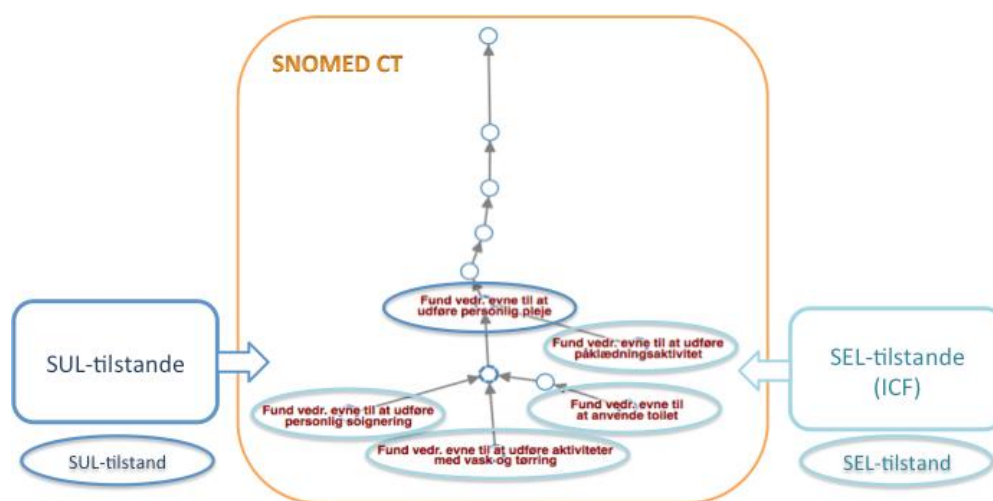 SNOMED CT
Fund vedr. evne til at
udføre personlig pleje
Fund vedr. evne til at udføre
påklædningsaktivitet
SUL-tilstande
SEL-tilstande
(ICF)
Fund vedr. evne til at udføre
personlig soignering
Fund vedr. evne til
at anvende toilet
Fund vedr. evne til at udføre aktiviteter
med vask og tørring
SUL-tilstand
SEL-tilstand